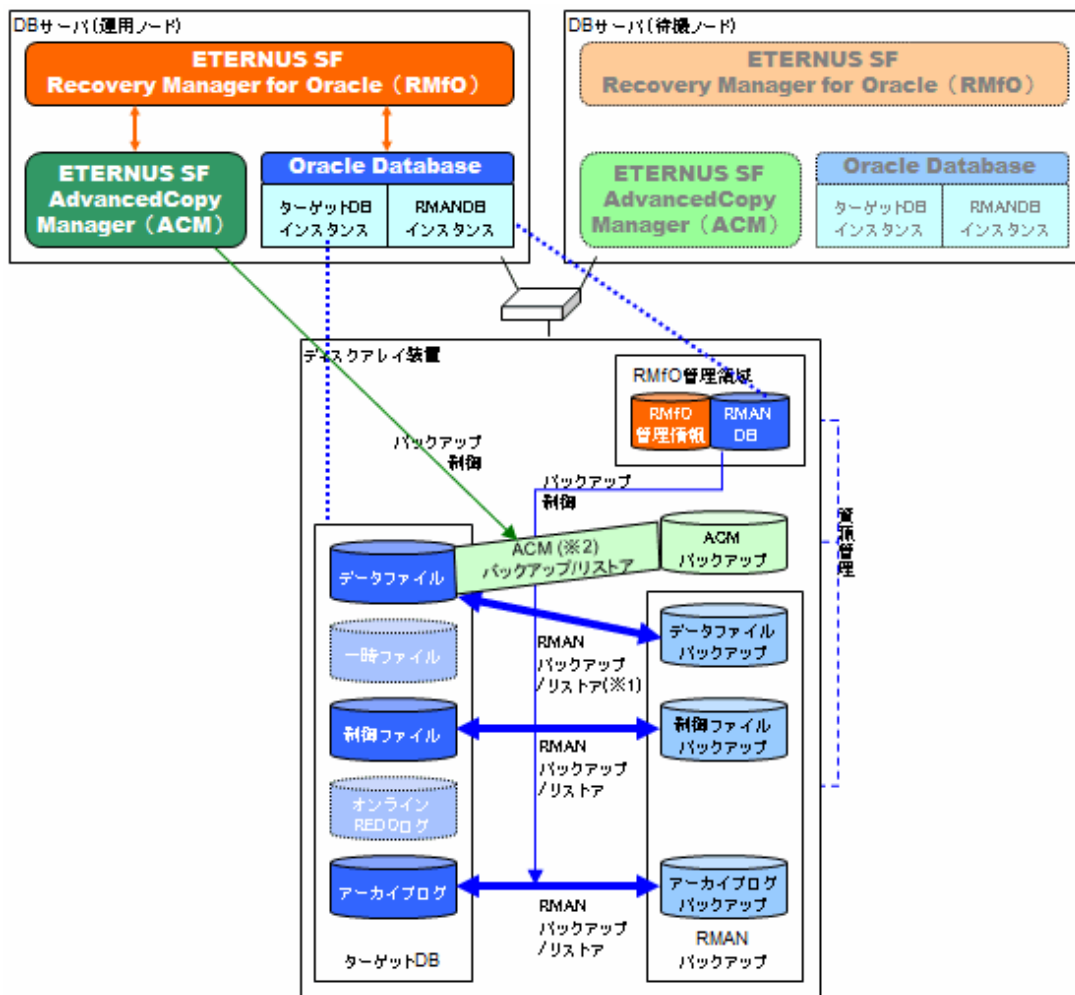 DBサーバ(運用ノード)
ETERNUS SF
Recovery Manager for Oracle（RMfO）
ETERNUS SF
AdvancedCopy
Manager（ACM）
Oracle Database
ターゲットDB
インスタンス
RMANDB
インスタンス
DBサーバ(待機ノード)
ETERNUS SF
Recovery Manager for Oracle（RMfO）
ETERNUS SF
AdvancedCopy
Manager（ACM）
Oracle Database
ターゲットDB
インスタンス
RMANDB
インスタンス
ディスクアレイ装置
RMfO管理領域
RMfO
管理情報
RMAN
DB
バックアップ
制御
バックアップ
制御
資源管理
ACM (※2)
バックアップ/リストア
ACM
バックアップ
データファイル
データファイル
バックアップ
RMAN
バックアップ
/リストア(※1)
一時ファイル
制御ファイル
制御ファイル
バックアップ
RMAN
バックアップ
/リストア
オンライン
REDOログ
アーカイブログ
アーカイブログ
バックアップ
RMAN
バックアップ
/リストア
ターゲットDB
RMAN
バックアップ